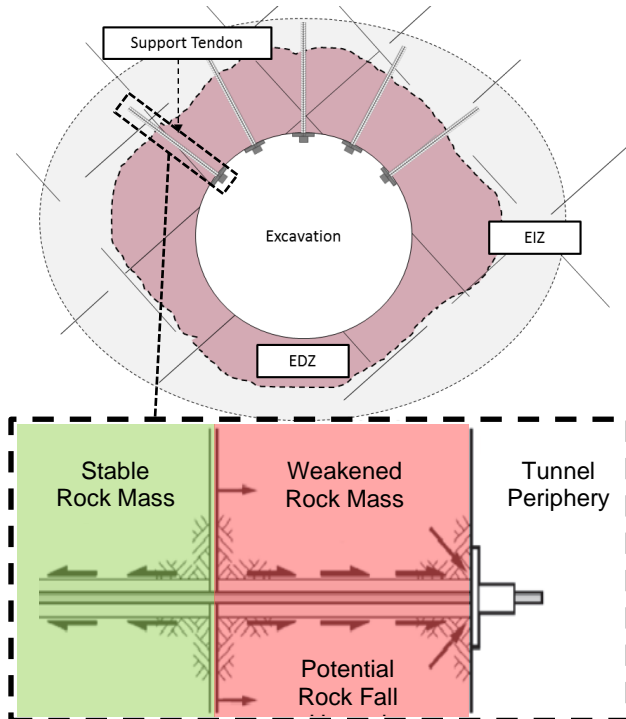 Support Tendon
Excavation
EIZ
EDZ
Stable
Rock Mass
Weakened
Rock Mass
Tunnel
Periphery
Potential
Rock Fall